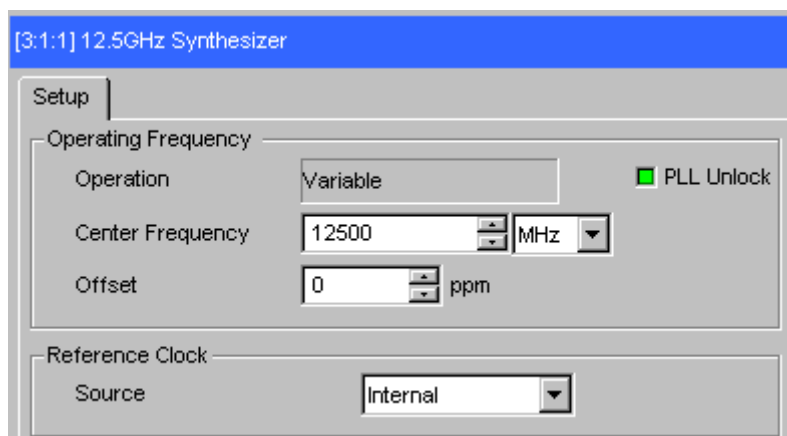 [3:1:1] 12.5GHz Synthesizer
Setup
Operating Frequency
Operation Variable PLL Unlock
Center Frequency 12500 MHz
Offset 0 ppm
Reference Clock
Source Internal